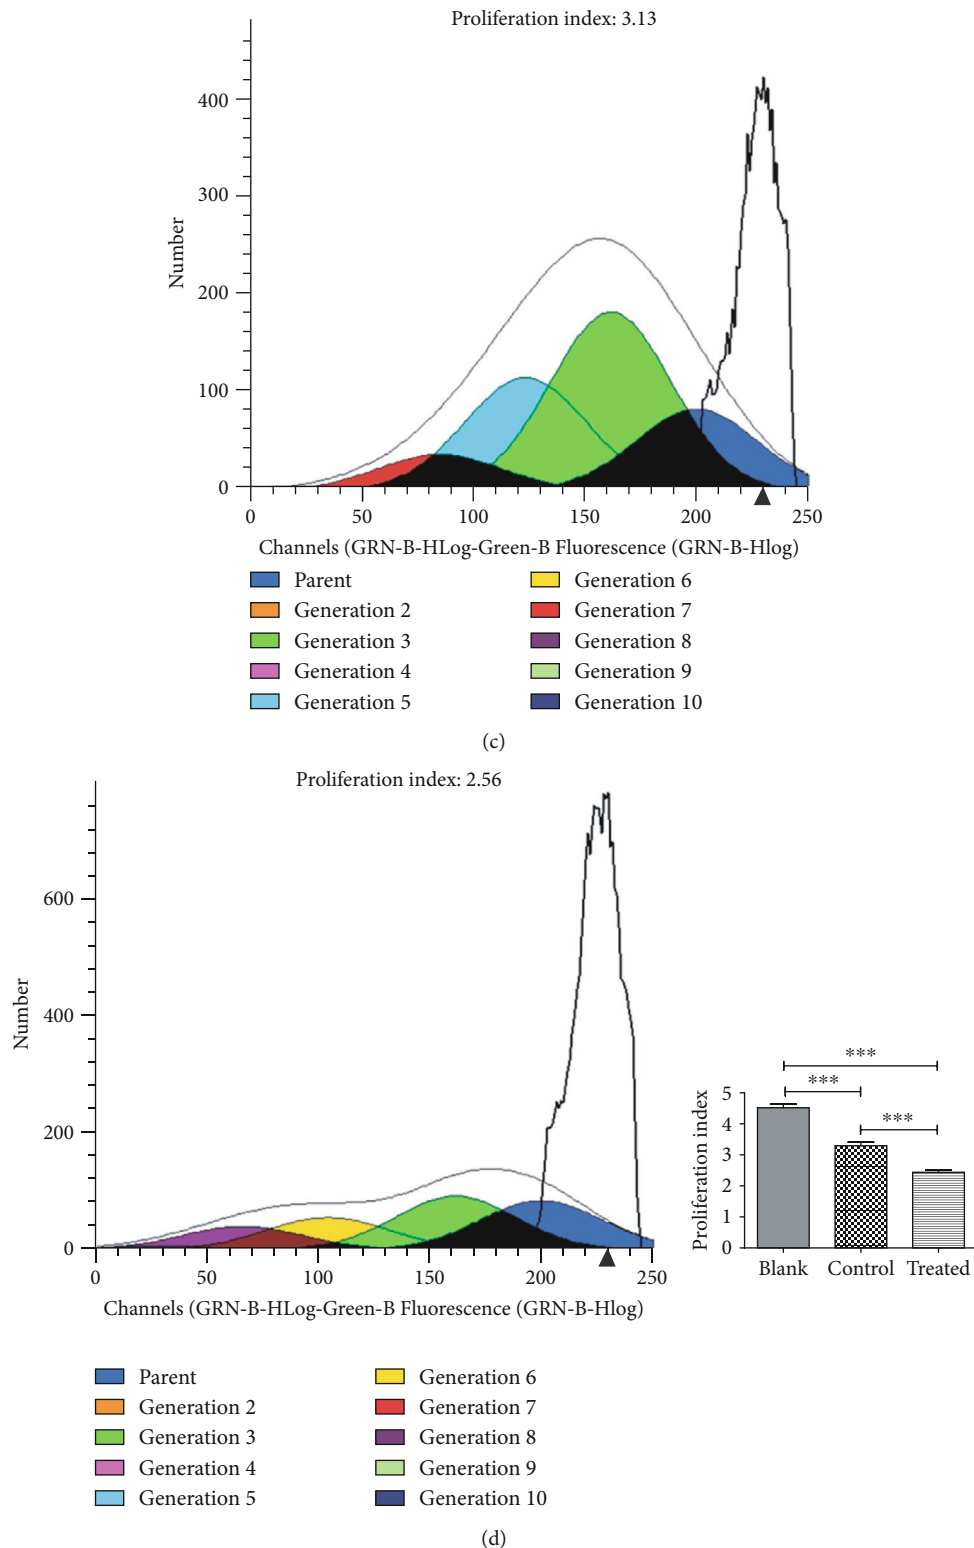 Proliferation index: 3.13
400
300
200
100
0
Number
0 50 100 150 200 250
Channels (GRN-B-HLog-Green-B Fluorescence (GRN-B-Hlog)
Parent
Generation 2
Generation 3
Generation 4
Generation 5
Generation 6
Generation 7
Generation 8
Generation 9
Generation 10
(c)
Proliferation index: 2.56
600
400
200
0
Number
0 50 100 150 200 250
Channels (GRN-B-HLog-Green-B Fluorescence (GRN-B-Hlog)
***
***
***
5
4
3
2
1
0
Proliferation index
Blank Control Treated
Parent
Generation 2
Generation 3
Generation 4
Generation 5
Generation 6
Generation 7
Generation 8
Generation 9
Generation 10
(d)